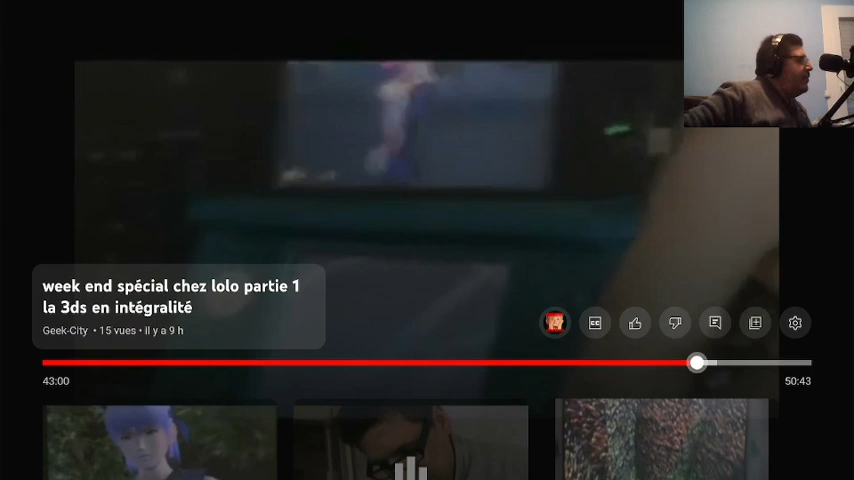 week end spécial chez lolo partie 1
la 3ds en intégralité
Geek-City • 15 vues • Il y a 9 h
CC
43:00
50:43